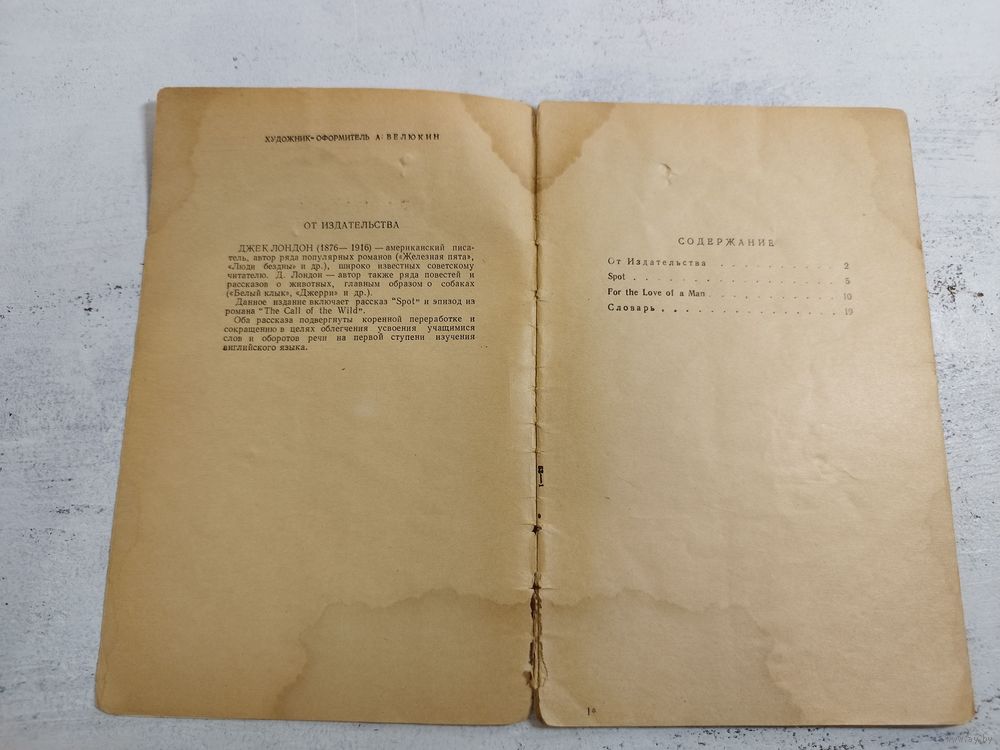 ХУДОЖНИК-ОФОРМИТЕЛЬ А. ВЕЛЮКИН
ОТ ИЗДАТЕЛЬСТВА
ДЖЕК ЛОНДОН (1876— 1916) — американский писа-
тель, автор ряда популярных романов («Железная пята»,
«Люди бездны» и др.), широко известных советскому
читателю. Д. Лондон — автор также ряда повестей и
рассказов о животных, главным образом о собаках
(«Белый клык», «Джерри» и др.).
Данное издание включает рассказ "Spot" и эпизод из
романа "The Call of the Wild".
Оба рассказа подвергнуты коренной переработке и
сокращению в целях облегчения усвоения учащимися
слов и оборотов речи на первой ступени изучения
английского языка.
СОДЕРЖАНИЕ
От Издательства . . . . . . . . 2
Spot . . . . . . . . . . . . . 5
For the Love of a Man . . . . . . . . 10
Словарь . . . . . . . . . . . . 19
1*